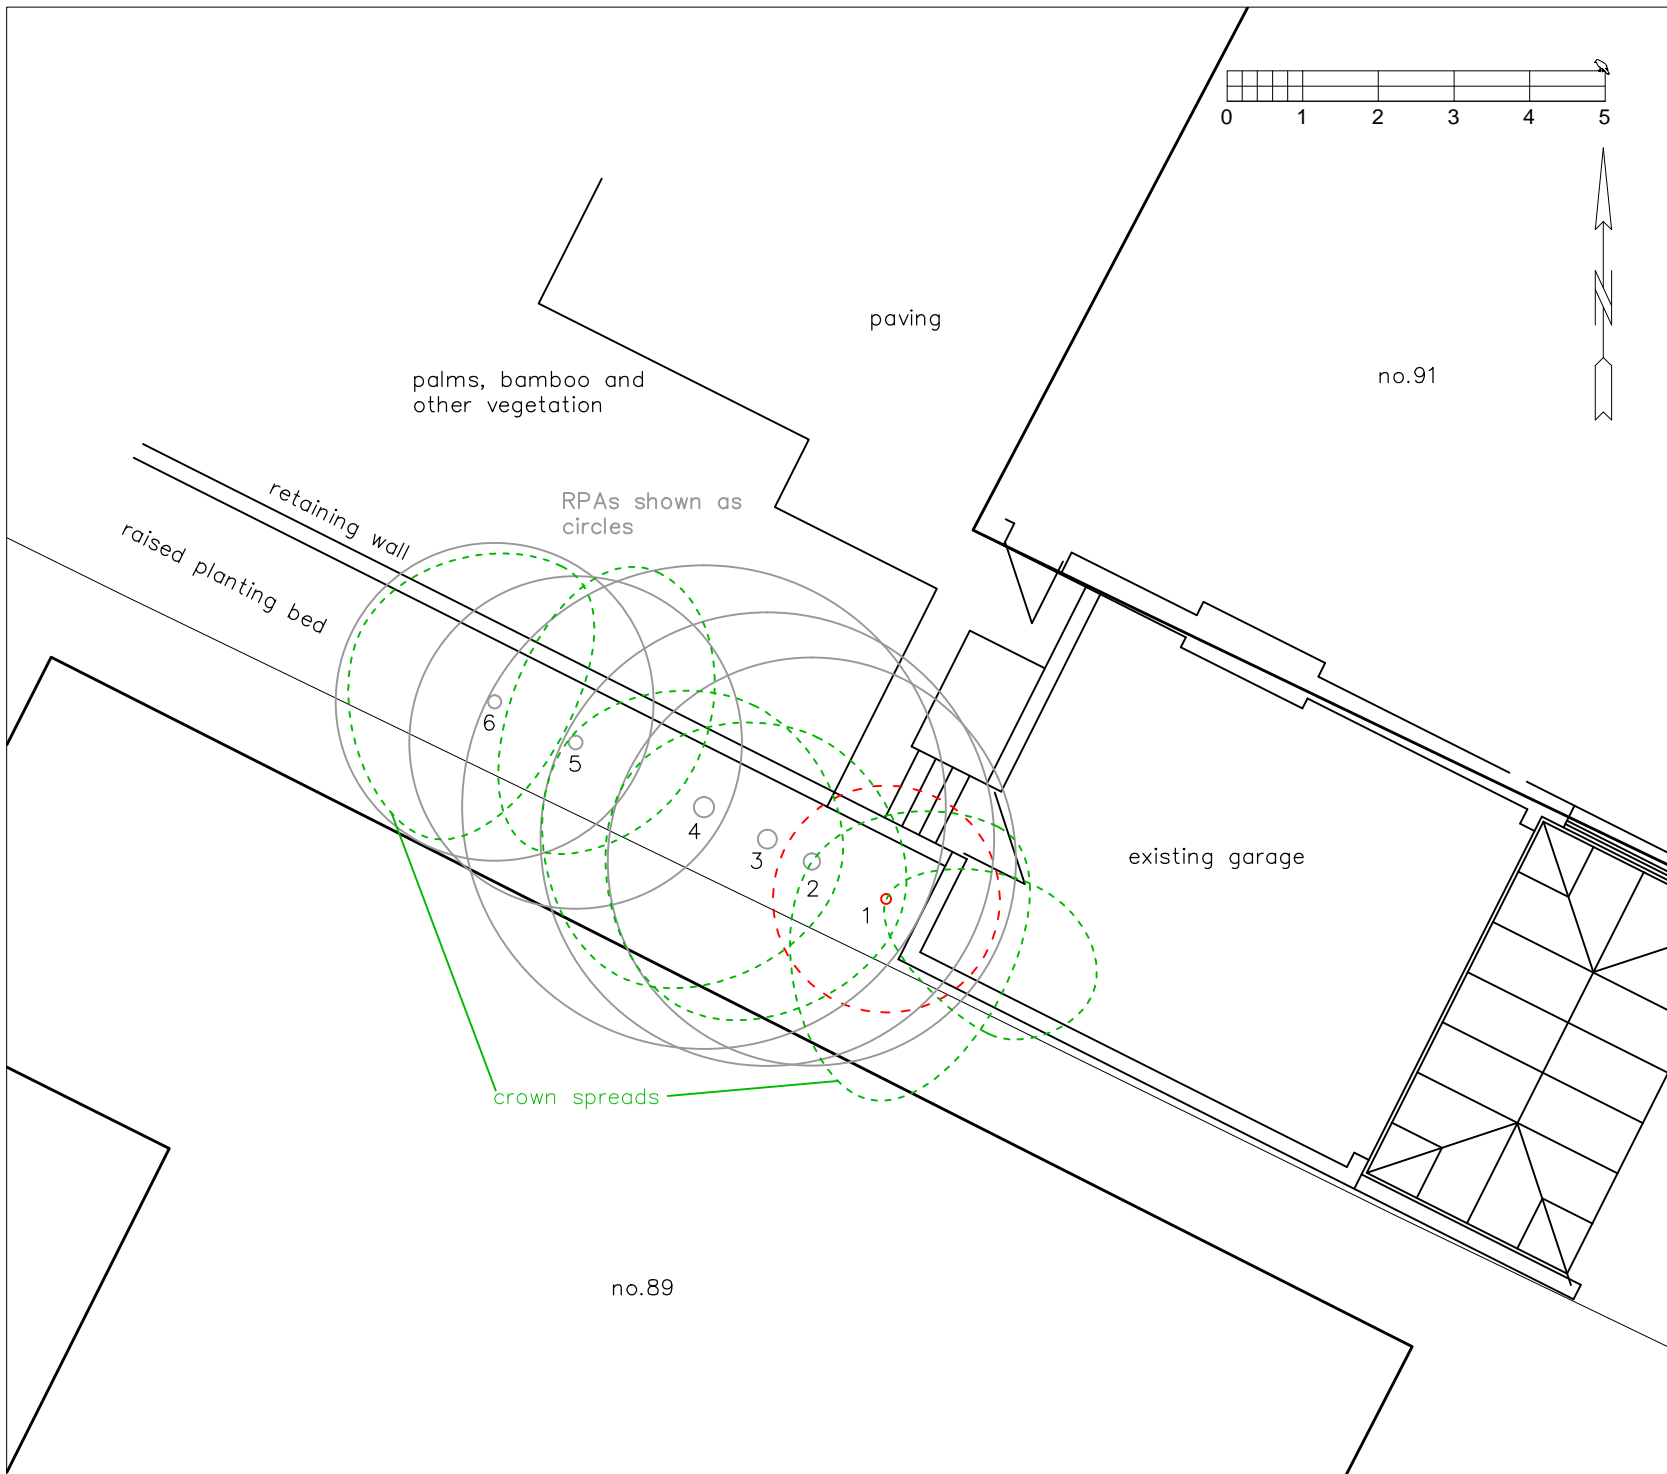 0 1 2 3 4 5
N
paving
no.91
palms, bamboo and
other vegetation
retaining wall
RPAs shown as
circles
raised planting bed
6
5
4
3
2
1
existing garage
crown spreads
no.89